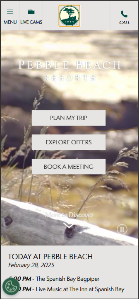 MENU LIVE CAMS CALL
PEBBLE BEACH
RESORTS
PLAN MY TRIP
EXPLORE OFFERS
BOOK A MEETING
Discover
TODAY AT PEBBLE BEACH
February 28, 2025
PM - The Spanish Bay Bagpiper
PM - Live Music at The Inn at Spanish Bay